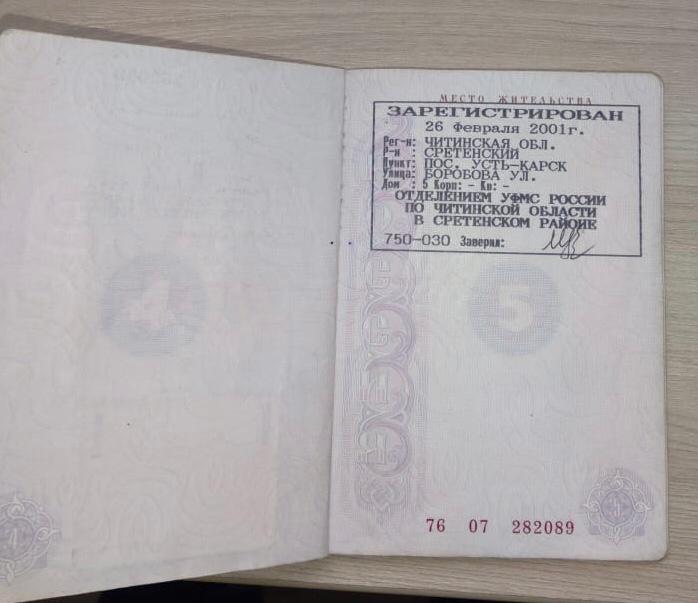 МЕСТО ЖИТЕЛЬСТВА
ЗАРЕГИСТРИРОВАН
26 Февраля 2001г.
Рег-н: ЧИТИНСКАЯ ОБЛ.
Р-н : СРЕТЕНСКИЙ
Пункт: ПОС. УСТЬ-КАРСК
Улица: БОРОБОВА УЛ.
Дом : 5 Корп: - Кв: -
ОТДЕЛЕНИЕМ УФМС РОССИИ
ПО ЧИТИНСКОЙ ОБЛАСТИ
В СРЕТЕНСКОМ РАЙОНЕ
750-030 Заверил:
4
5
76 07 282089